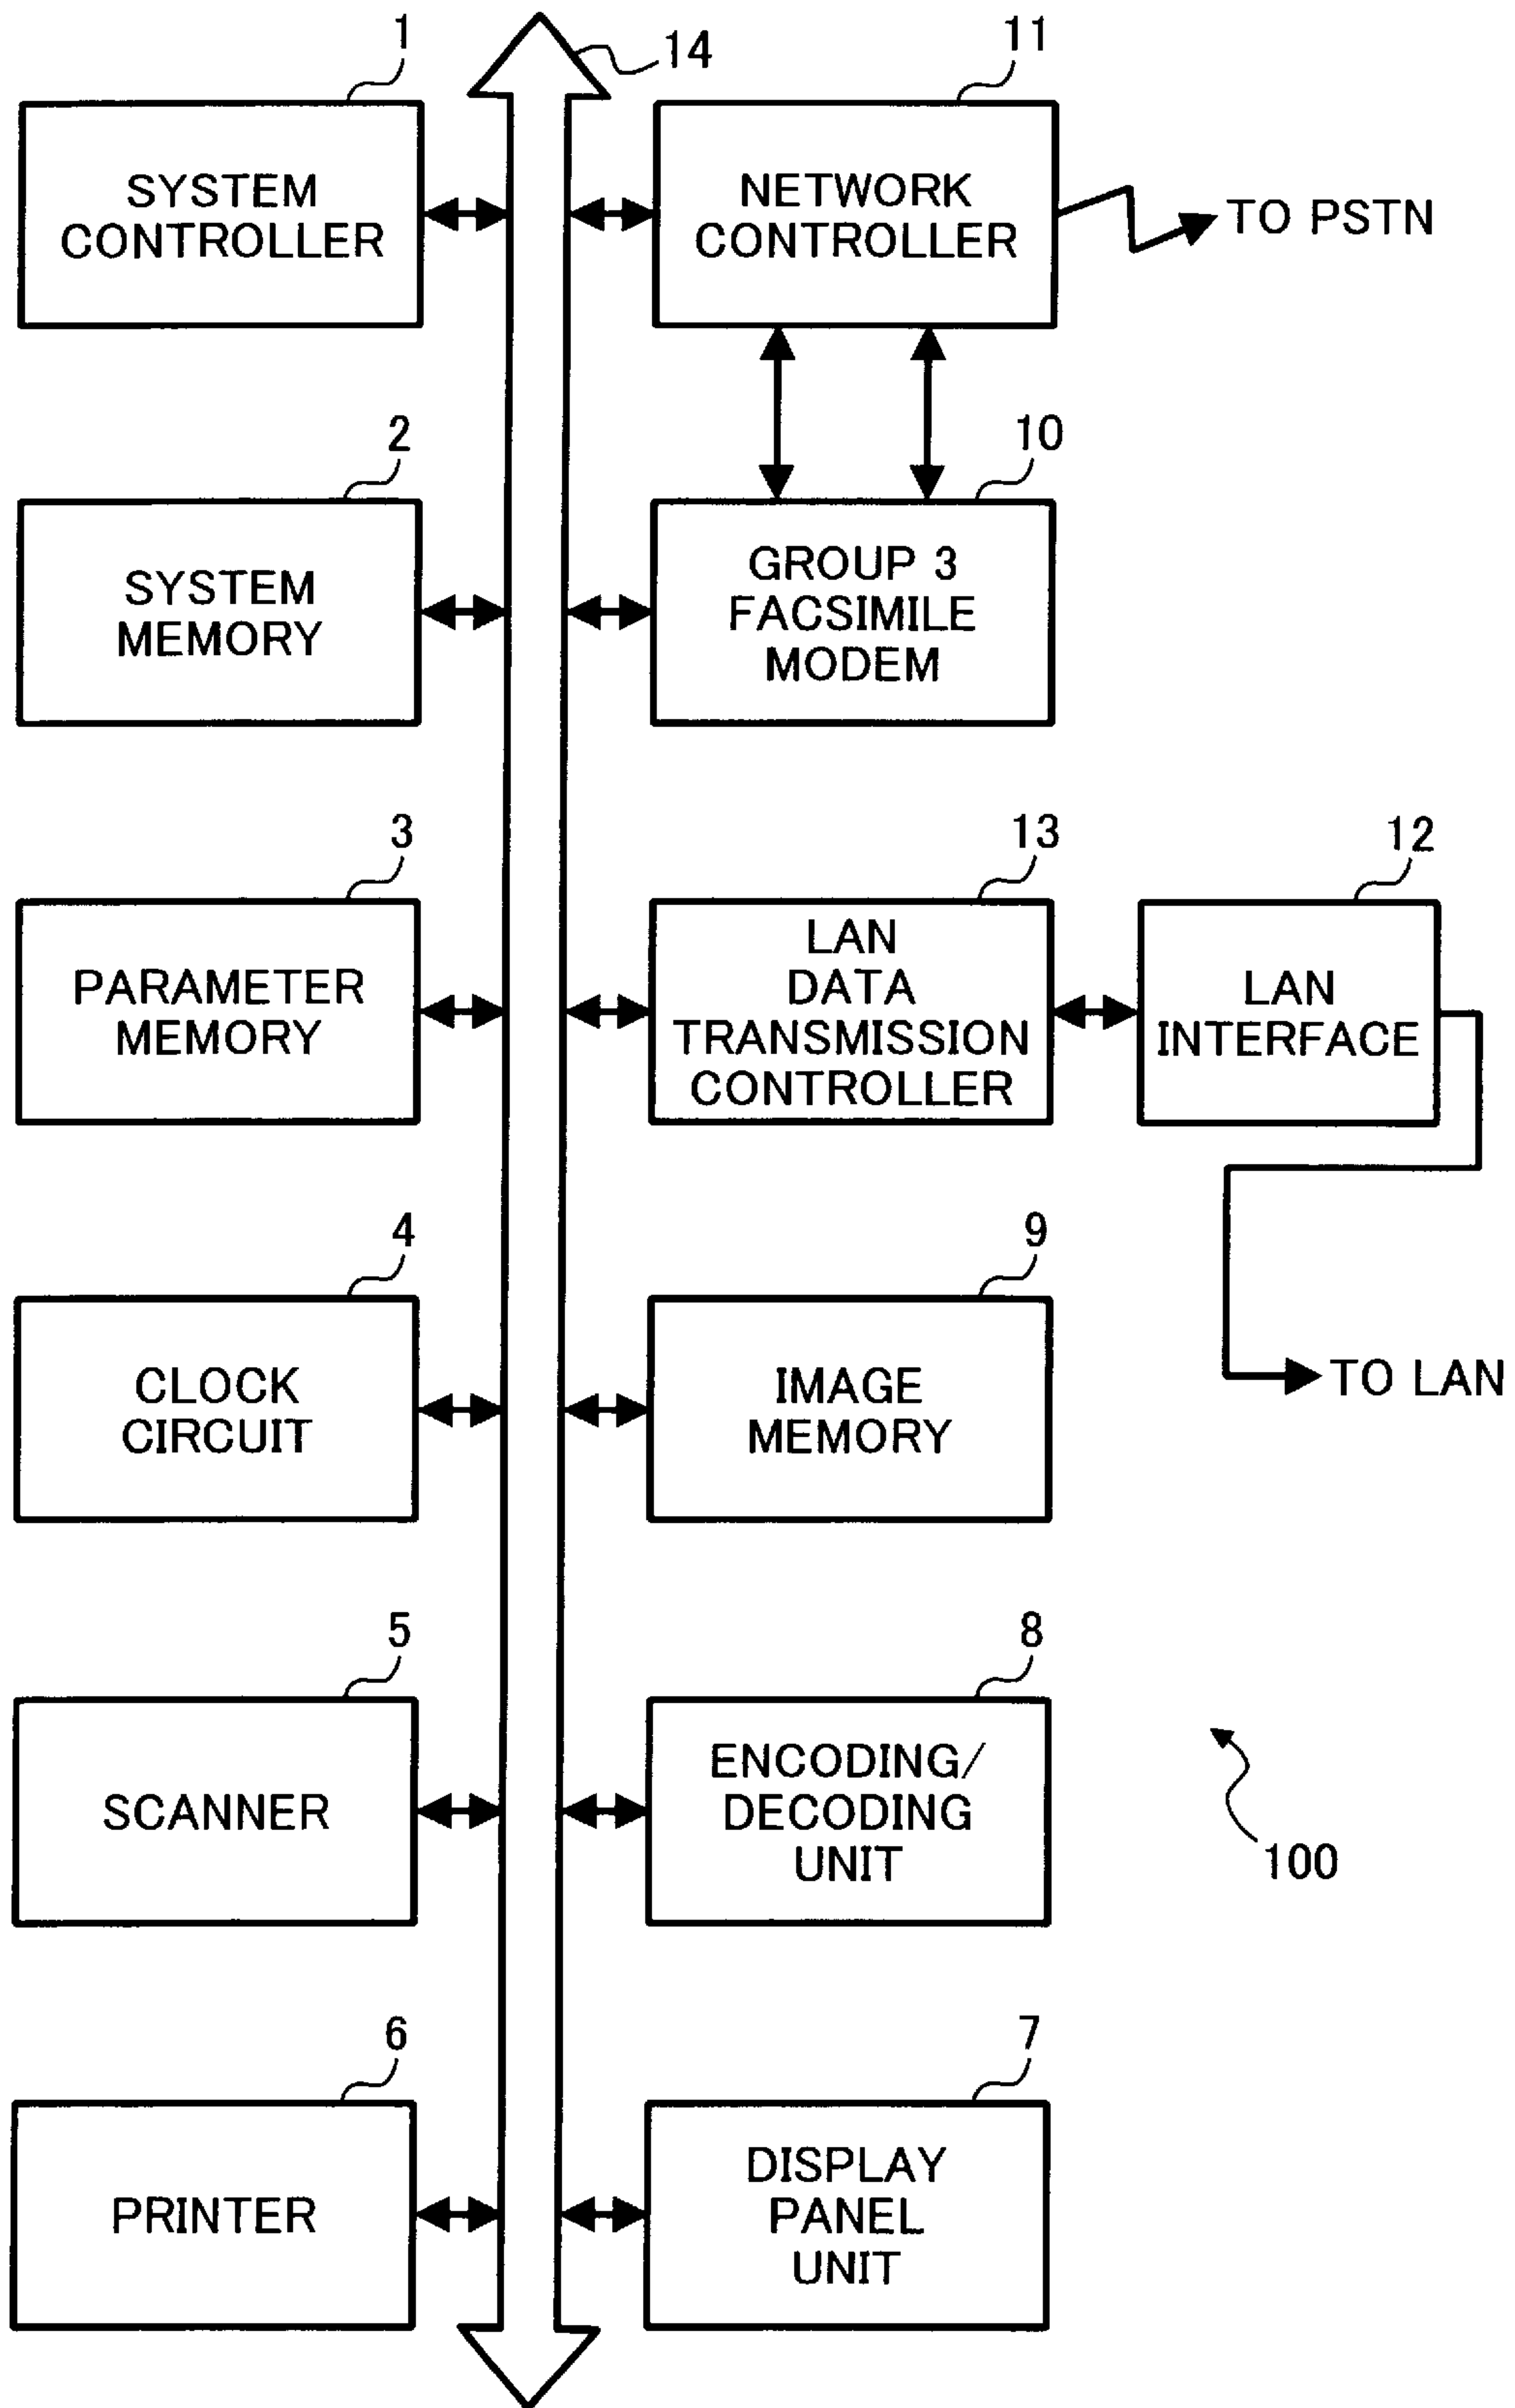 1
14
11
SYSTEM
CONTROLLER
NETWORK
CONTROLLER
TO PSTN
2
10
SYSTEM
MEMORY
GROUP 3
FACSIMILE
MODEM
3
13
12
PARAMETER
MEMORY
LAN
DATA
TRANSMISSION
CONTROLLER
LAN
INTERFACE
4
9
CLOCK
CIRCUIT
IMAGE
MEMORY
TO LAN
5
8
SCANNER
ENCODING/
DECODING
UNIT
100
6
7
PRINTER
DISPLAY
PANEL
UNIT